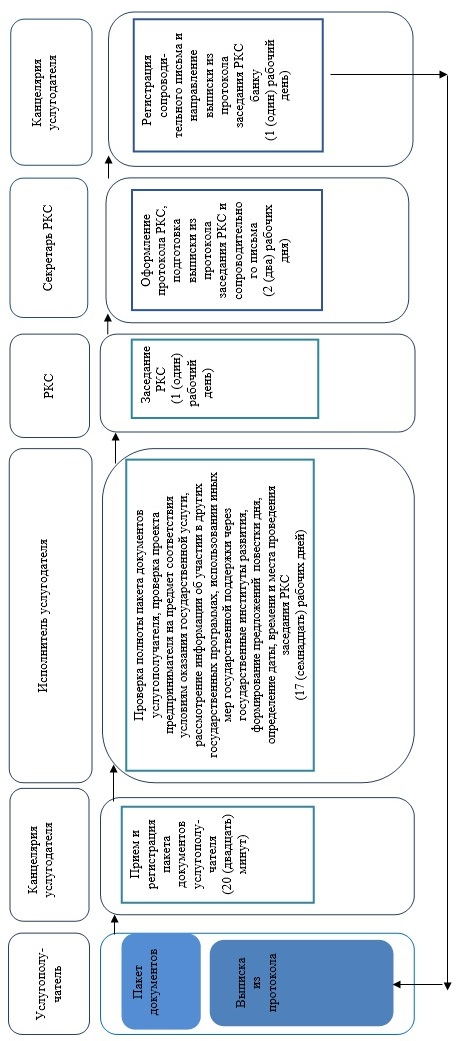 Услугополу-
чатель
Канцелярия
услугодателя
Исполнитель услугодателя
РКС
Секретарь РКС
Канцелярия
услугодателя
Пакет
документов
Выписка
из
протокола
Прием и
регистрация
пакета
документов
услугополу-
чателя
(20 (двадцать)
минут)
Проверка полноты пакета документов
услугополучателя, проверка проекта
предпринимателя на предмет соответствия
условиям оказания государственной услуги,
рассмотрение информации об участии в других
государственных программах, использовании иных
мер государственной поддержки через
государственные институты развития,
формирование предложений повестки дня,
определение даты, времени и места проведения
заседания РКС
(17 (семнадцать) рабочих дней)
Заседание
РКС
(1 (один)
рабочий
день)
Оформление
протокола РКС,
подготовка
выписки из
протокола
заседания РКС и
сопроводительно
го письма
(2 (два) рабочих
дня)
Регистрация
сопроводи-
тельного письма и
направление
выписки из
протокола
заседания РКС
банку
(1 (один) рабочий
день)